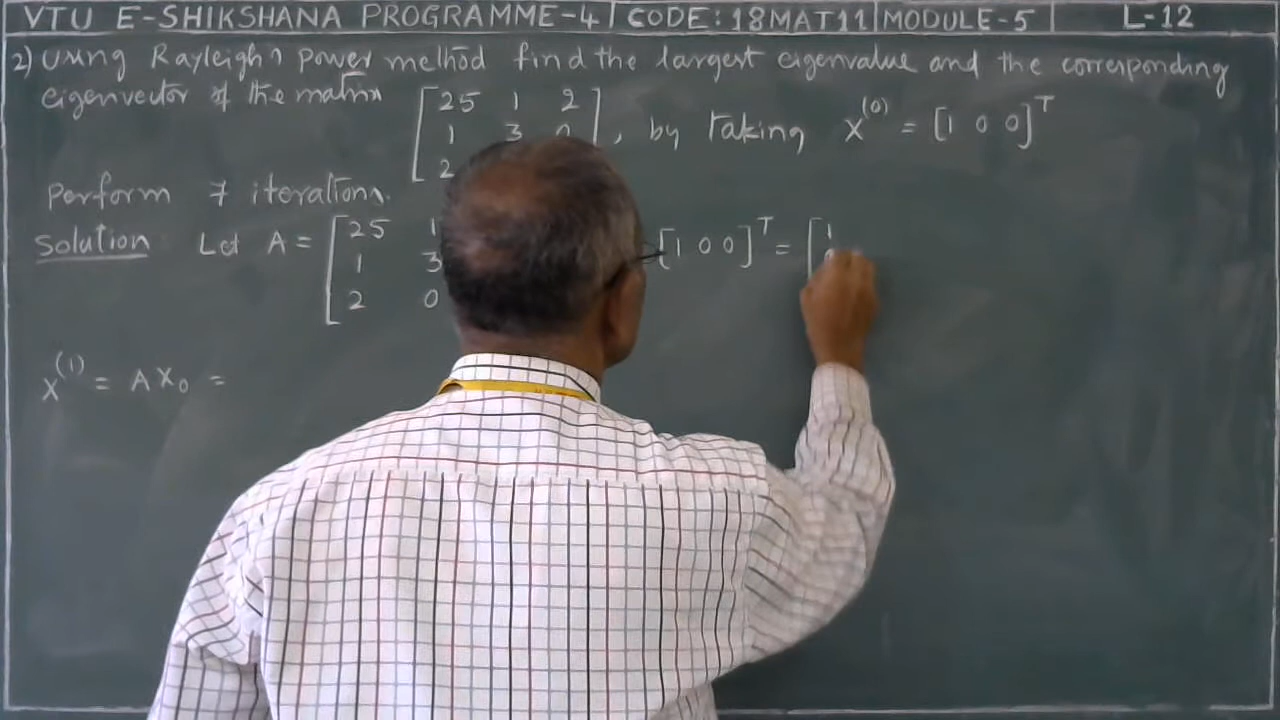 VTU E-SHIKSHANA PROGRAMME-4 | CODE: 18MAT11 | MODULE-5 | L-12
2) Using Rayleigh's power method find the largest eigenvalue and the corresponding
eigenvector of the matrix [25 1 2
1 3 0
2 ], by taking X^(0) = [1 0 0]^T
Perform 7 iterations.
Solution Let A = [25 1
1 3
2 0
[1 0 0]^T = [1
X^(1) = A X_0 =